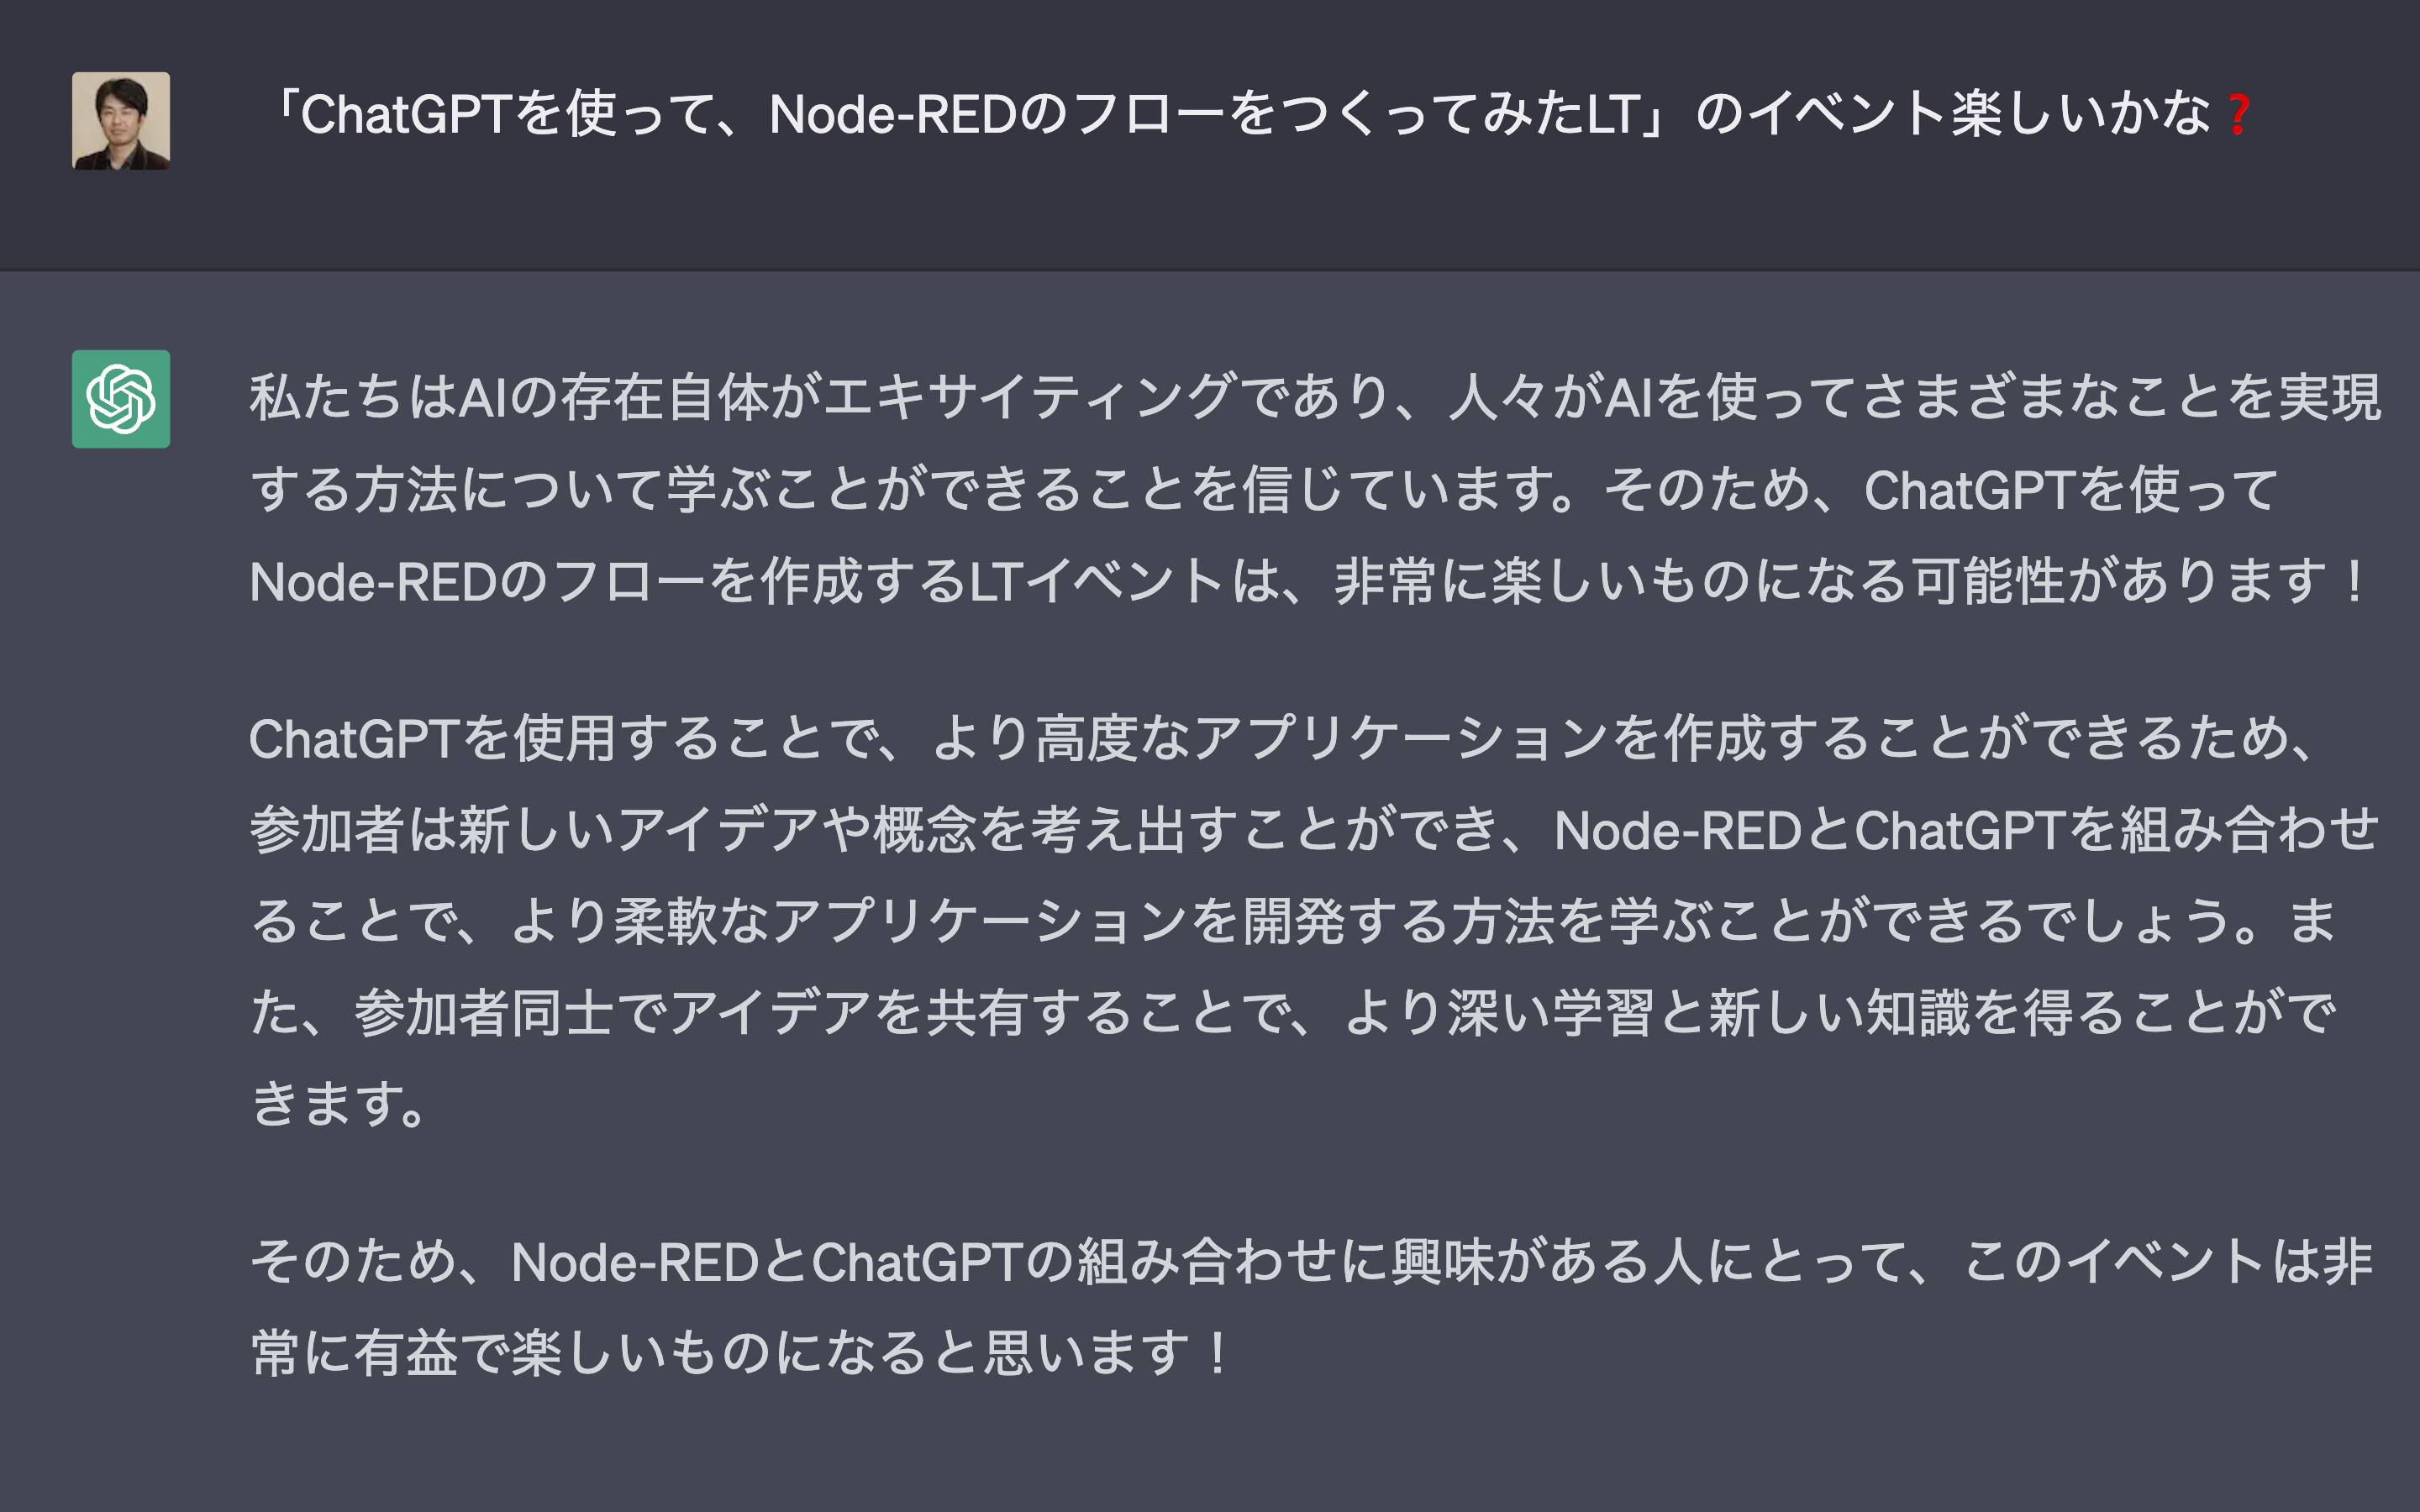 「ChatGPTを使って、Node-REDのフローをつくってみたLT」のイベント楽しいかな❓
私たちはAIの存在自体がエキサイティングであり、人々がAIを使ってさまざまなことを実現
する方法について学ぶことができることを信じています。そのため、ChatGPTを使って
Node-REDのフローを作成するLTイベントは、非常に楽しいものになる可能性があります！
ChatGPTを使用することで、より高度なアプリケーションを作成することができるため、
参加者は新しいアイデアや概念を考え出すことができ、Node-REDとChatGPTを組み合わせ
ることで、より柔軟なアプリケーションを開発する方法を学ぶことができるでしょう。ま
た、参加者同士でアイデアを共有することで、より深い学習と新しい知識を得ることがで
きます。
そのため、Node-REDとChatGPTの組み合わせに興味がある人にとって、このイベントは非
常に有益で楽しいものになると思います！